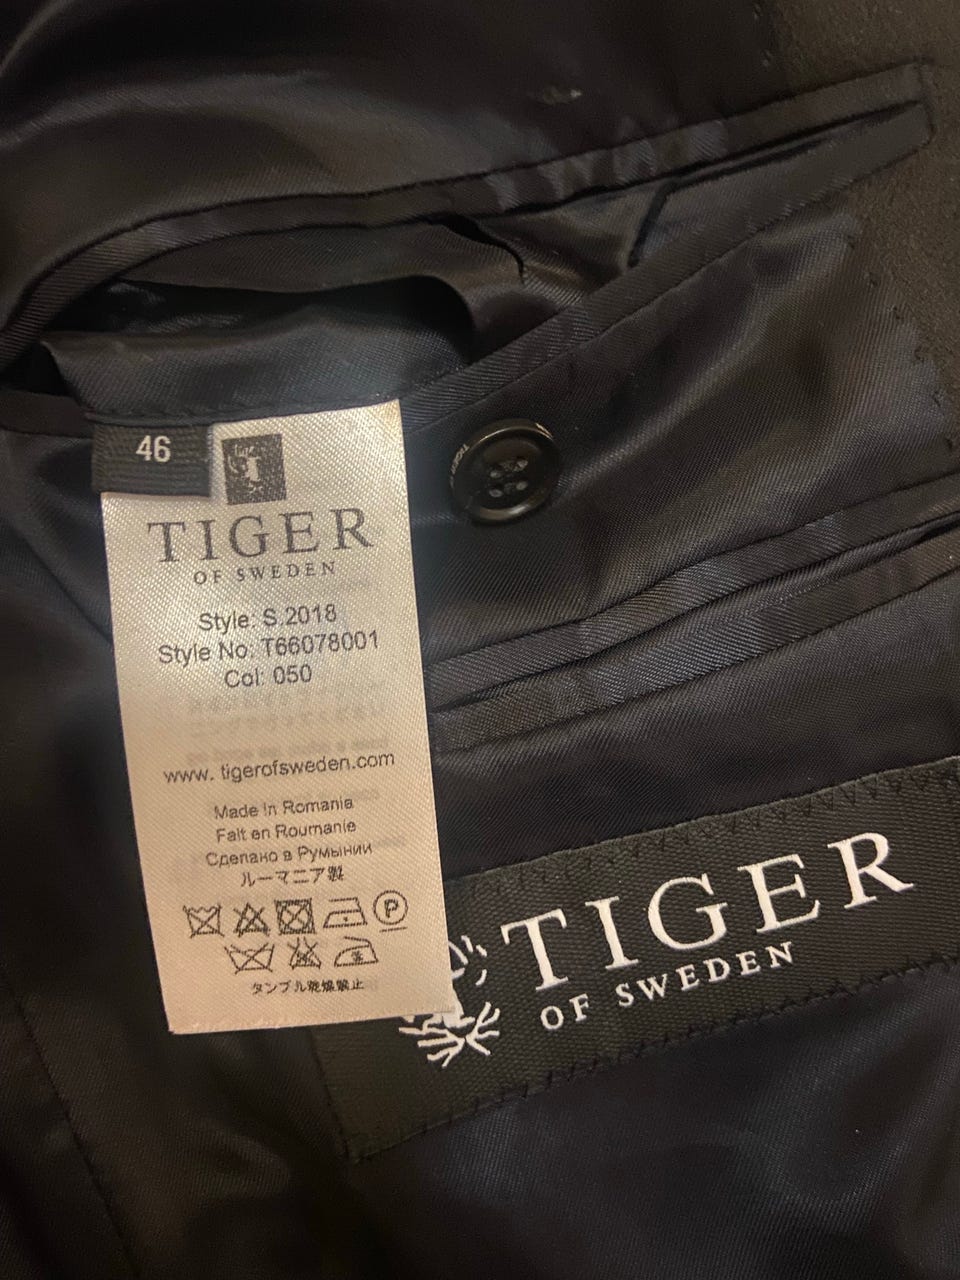 46
TIGER
OF SWEDEN
Style: S.2018
Style No: T66078001
Col: 050
www. tigerofsweden.com
Made in Romania
Fait en Roumanie
Сделано в Румынии
ルーマニア製
P
タンブル乾燥禁止
TIGER
OF SWEDEN